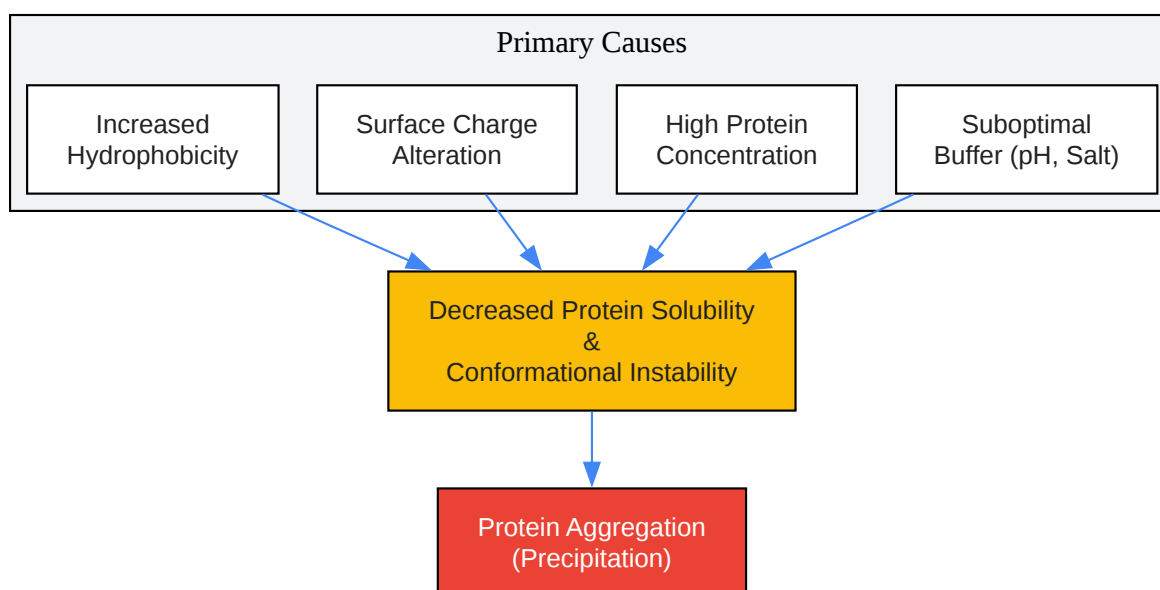 Primary Causes
Increased
Hydrophobicity
Surface Charge
Alteration
High Protein
Concentration
Suboptimal
Buffer (pH, Salt)
Decreased Protein Solubility
&
Conformational Instability
Protein Aggregation
(Precipitation)